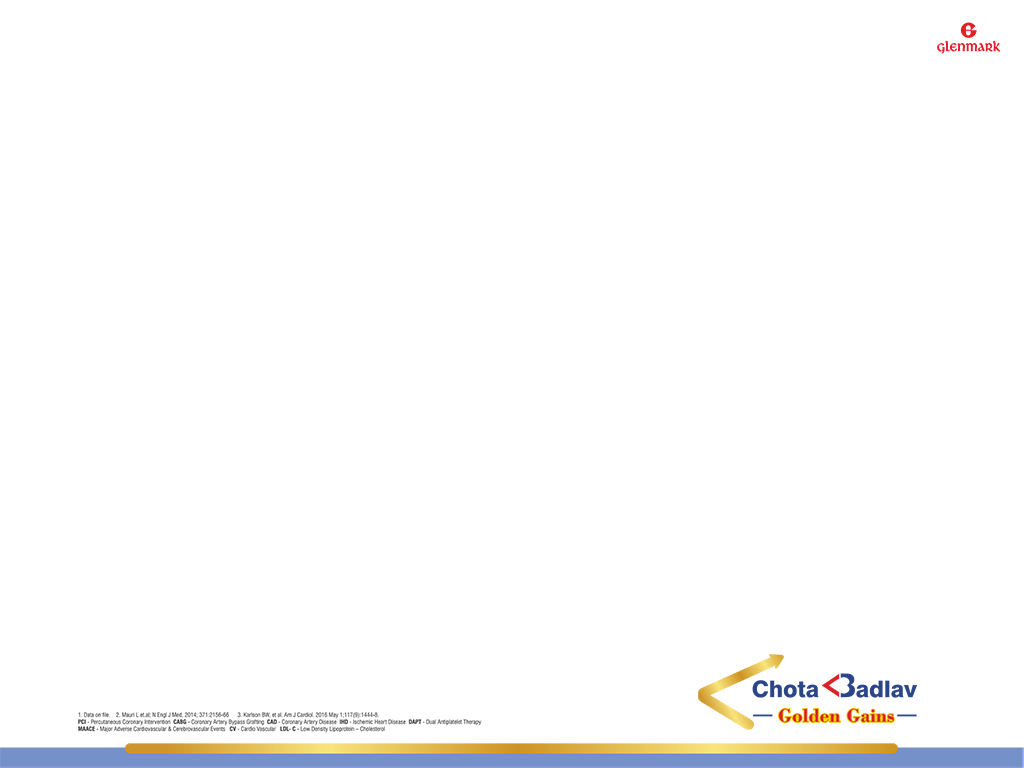 Glenmark
Chota Badlav
Golden Gains
1. Data on file. 2. Mauri L et.al; N Engl J Med, 2014; 371:2156-66 3. Karlson BW, et al. Am J Cardiol. 2016 May 1;117(9):1444-8.
PCI - Percutaneous Coronary Intervention CABG - Coronary Artery Bypass Grafting CAD - Coronary Artery Disease IHD - Ischemic Heart Disease DAPT - Dual Antiplatelet Therapy
MAACE - Major Adverse Cardiovascular & Cerebrovascular Events CV - Cardio Vascular LDL- C - Low Density Lipoprotein – Cholesterol